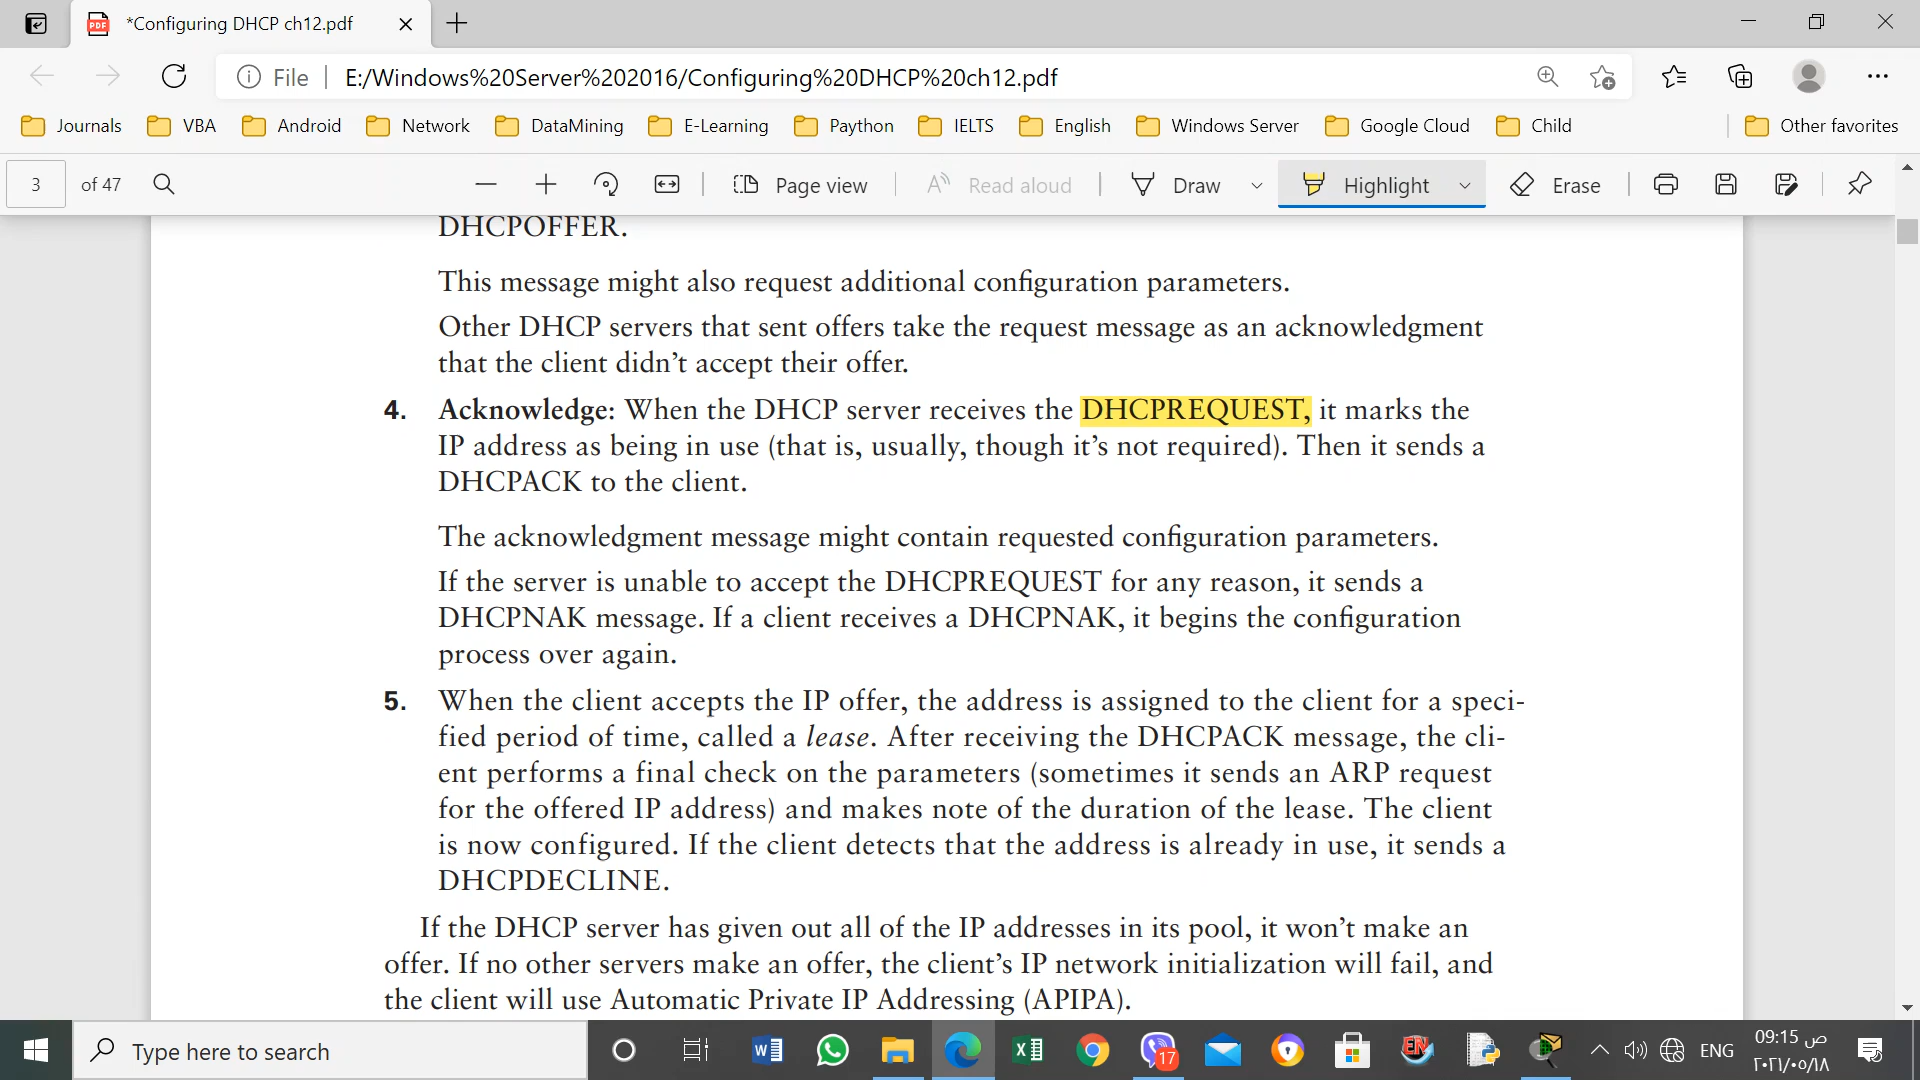 *Configuring DHCP ch12.pdf
File | E:/Windows%20Server%202016/Configuring%20DHCP%20ch12.pdf
Journals VBA Android Network DataMining E-Learning Paython IELTS English Windows Server Google Cloud Child Other favorites
3 of 47 Page view Read aloud Draw Highlight Erase
DHCPOFFER.
This message might also request additional configuration parameters.
Other DHCP servers that sent offers take the request message as an acknowledgment
that the client didn’t accept their offer.
4. Acknowledge: When the DHCP server receives the DHCPREQUEST, it marks the
IP address as being in use (that is, usually, though it’s not required). Then it sends a
DHCPACK to the client.
The acknowledgment message might contain requested configuration parameters.
If the server is unable to accept the DHCPREQUEST for any reason, it sends a
DHCPNAK message. If a client receives a DHCPNAK, it begins the configuration
process over again.
5. When the client accepts the IP offer, the address is assigned to the client for a speci-
fied period of time, called a lease. After receiving the DHCPACK message, the cli-
ent performs a final check on the parameters (sometimes it sends an ARP request
for the offered IP address) and makes note of the duration of the lease. The client
is now configured. If the client detects that the address is already in use, it sends a
DHCPDECLINE.
If the DHCP server has given out all of the IP addresses in its pool, it won’t make an
offer. If no other servers make an offer, the client’s IP network initialization will fail, and
the client will use Automatic Private IP Addressing (APIPA).
Type here to search 17 ENG 09:15 ص
٢٠٢١/٠٥/١٨